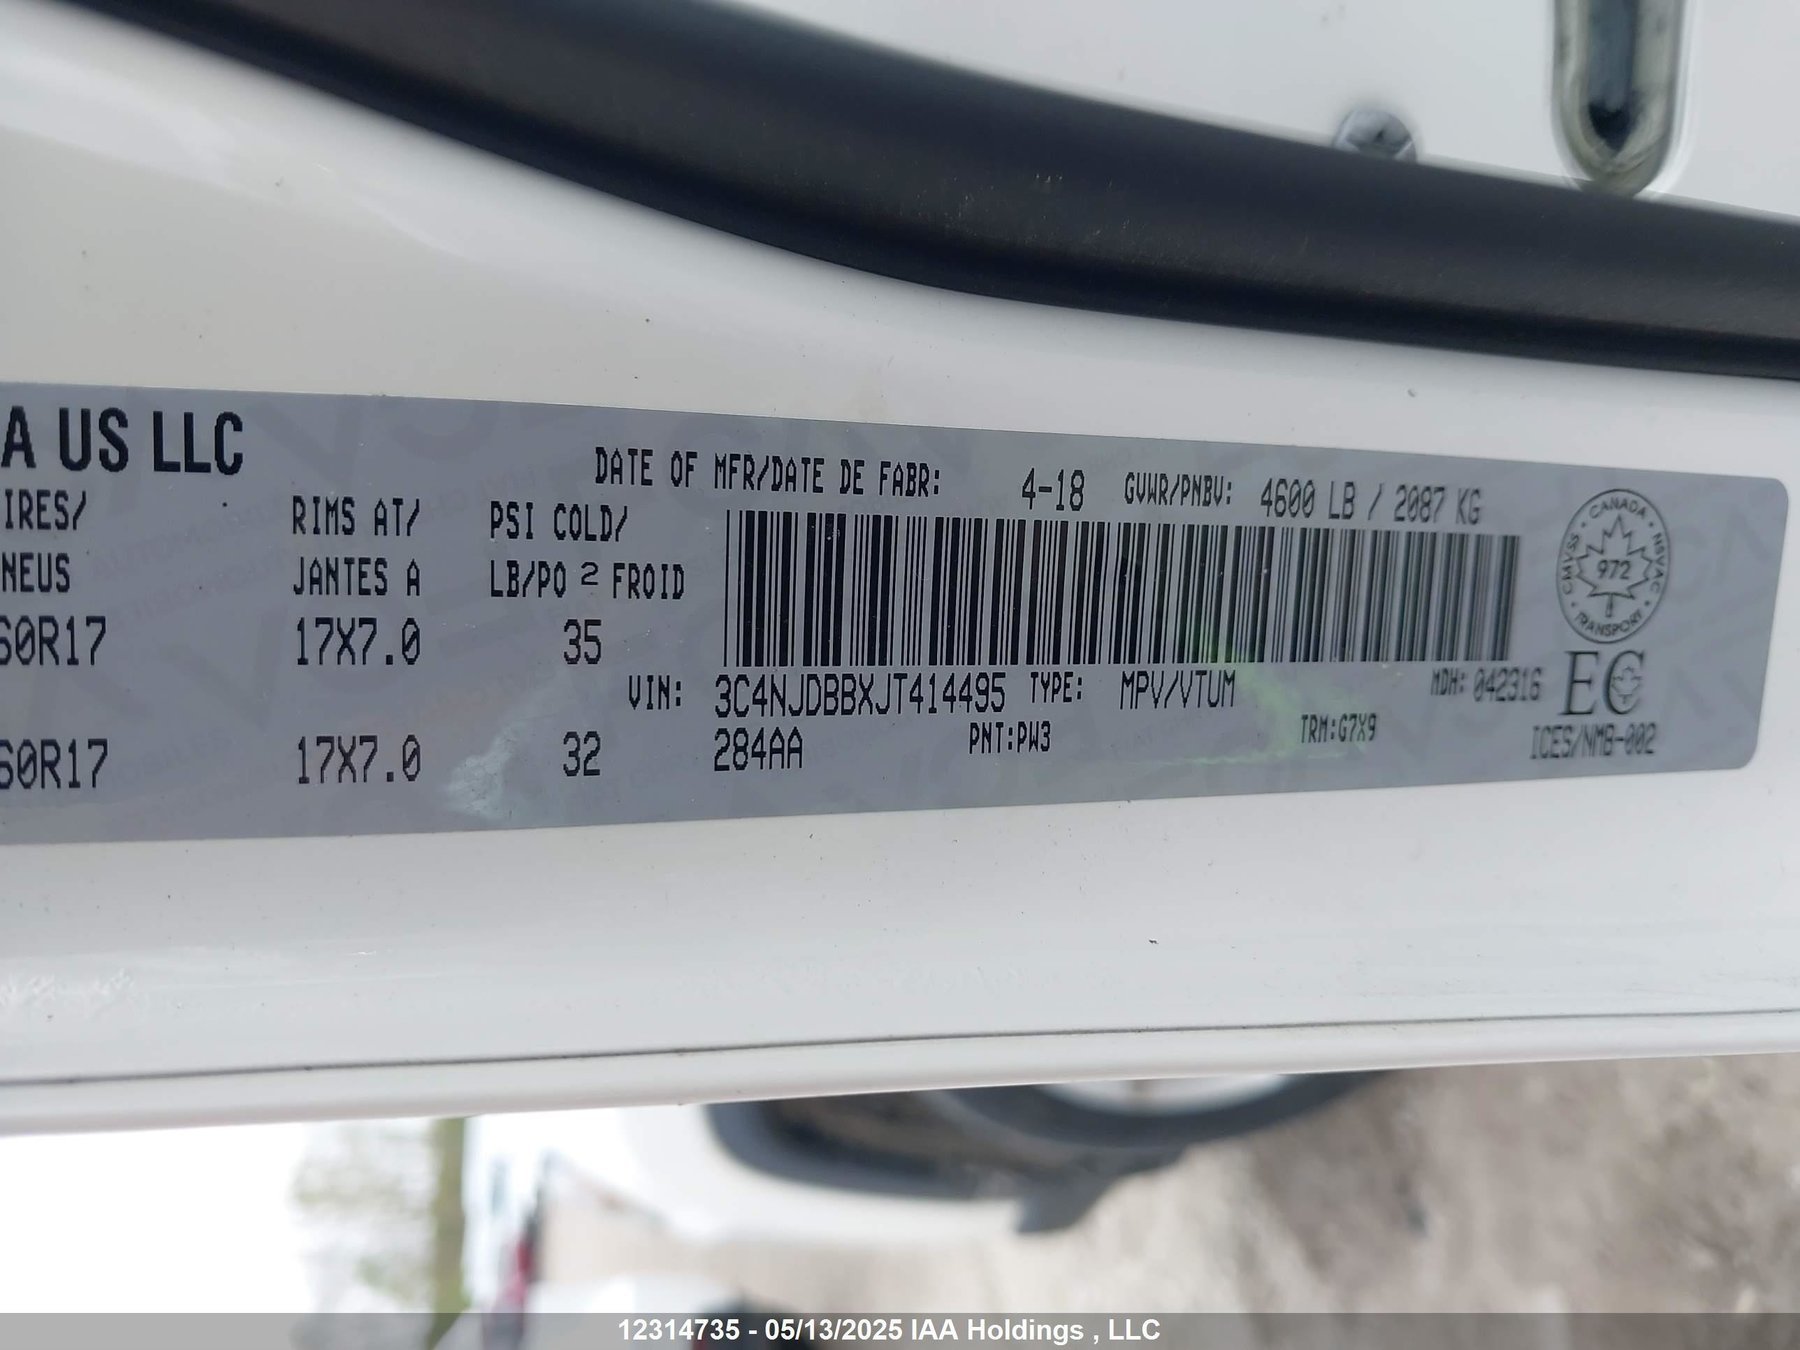 A US LLC
DATE OF MFR/DATE DE FABR: 4-18 GVWR/PNBV: 4600 LB / 2087 KG
IRES/ RIMS AT/ PSI COLD/
NEUS JANTES A LB/PO 2 FROID
60R17 17X7.0 35
VIN: 3C4NJDBBXJT414495 TYPE: MPV/VTUM MDH: 042316
60R17 17X7.0 32 284AA PNT:PW3 TRM:G7X9
CANADA
CMVSS NSVAC
972
TRANSPORT
EC
ICES/NMB-002
12314735 - 05/13/2025 IAA Holdings , LLC